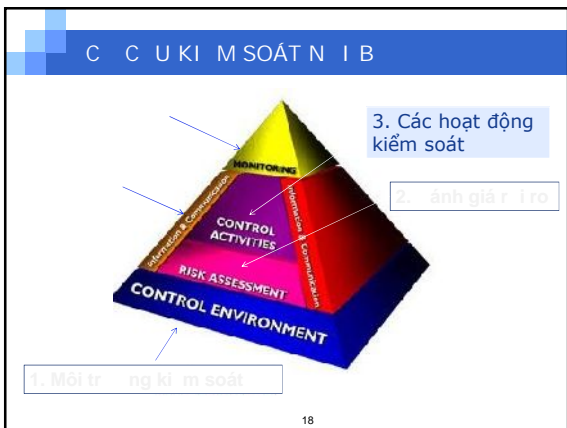 C C U KI M SOÁT N I B
3. Các hoạt động
kiểm soát
MONITORING
Information & Communication
Information & Communication
CONTROL
ACTIVITIES
2. ánh giá r i ro
RISK ASSESSMENT
CONTROL ENVIRONMENT
1. Môi tr ng ki m soát
18